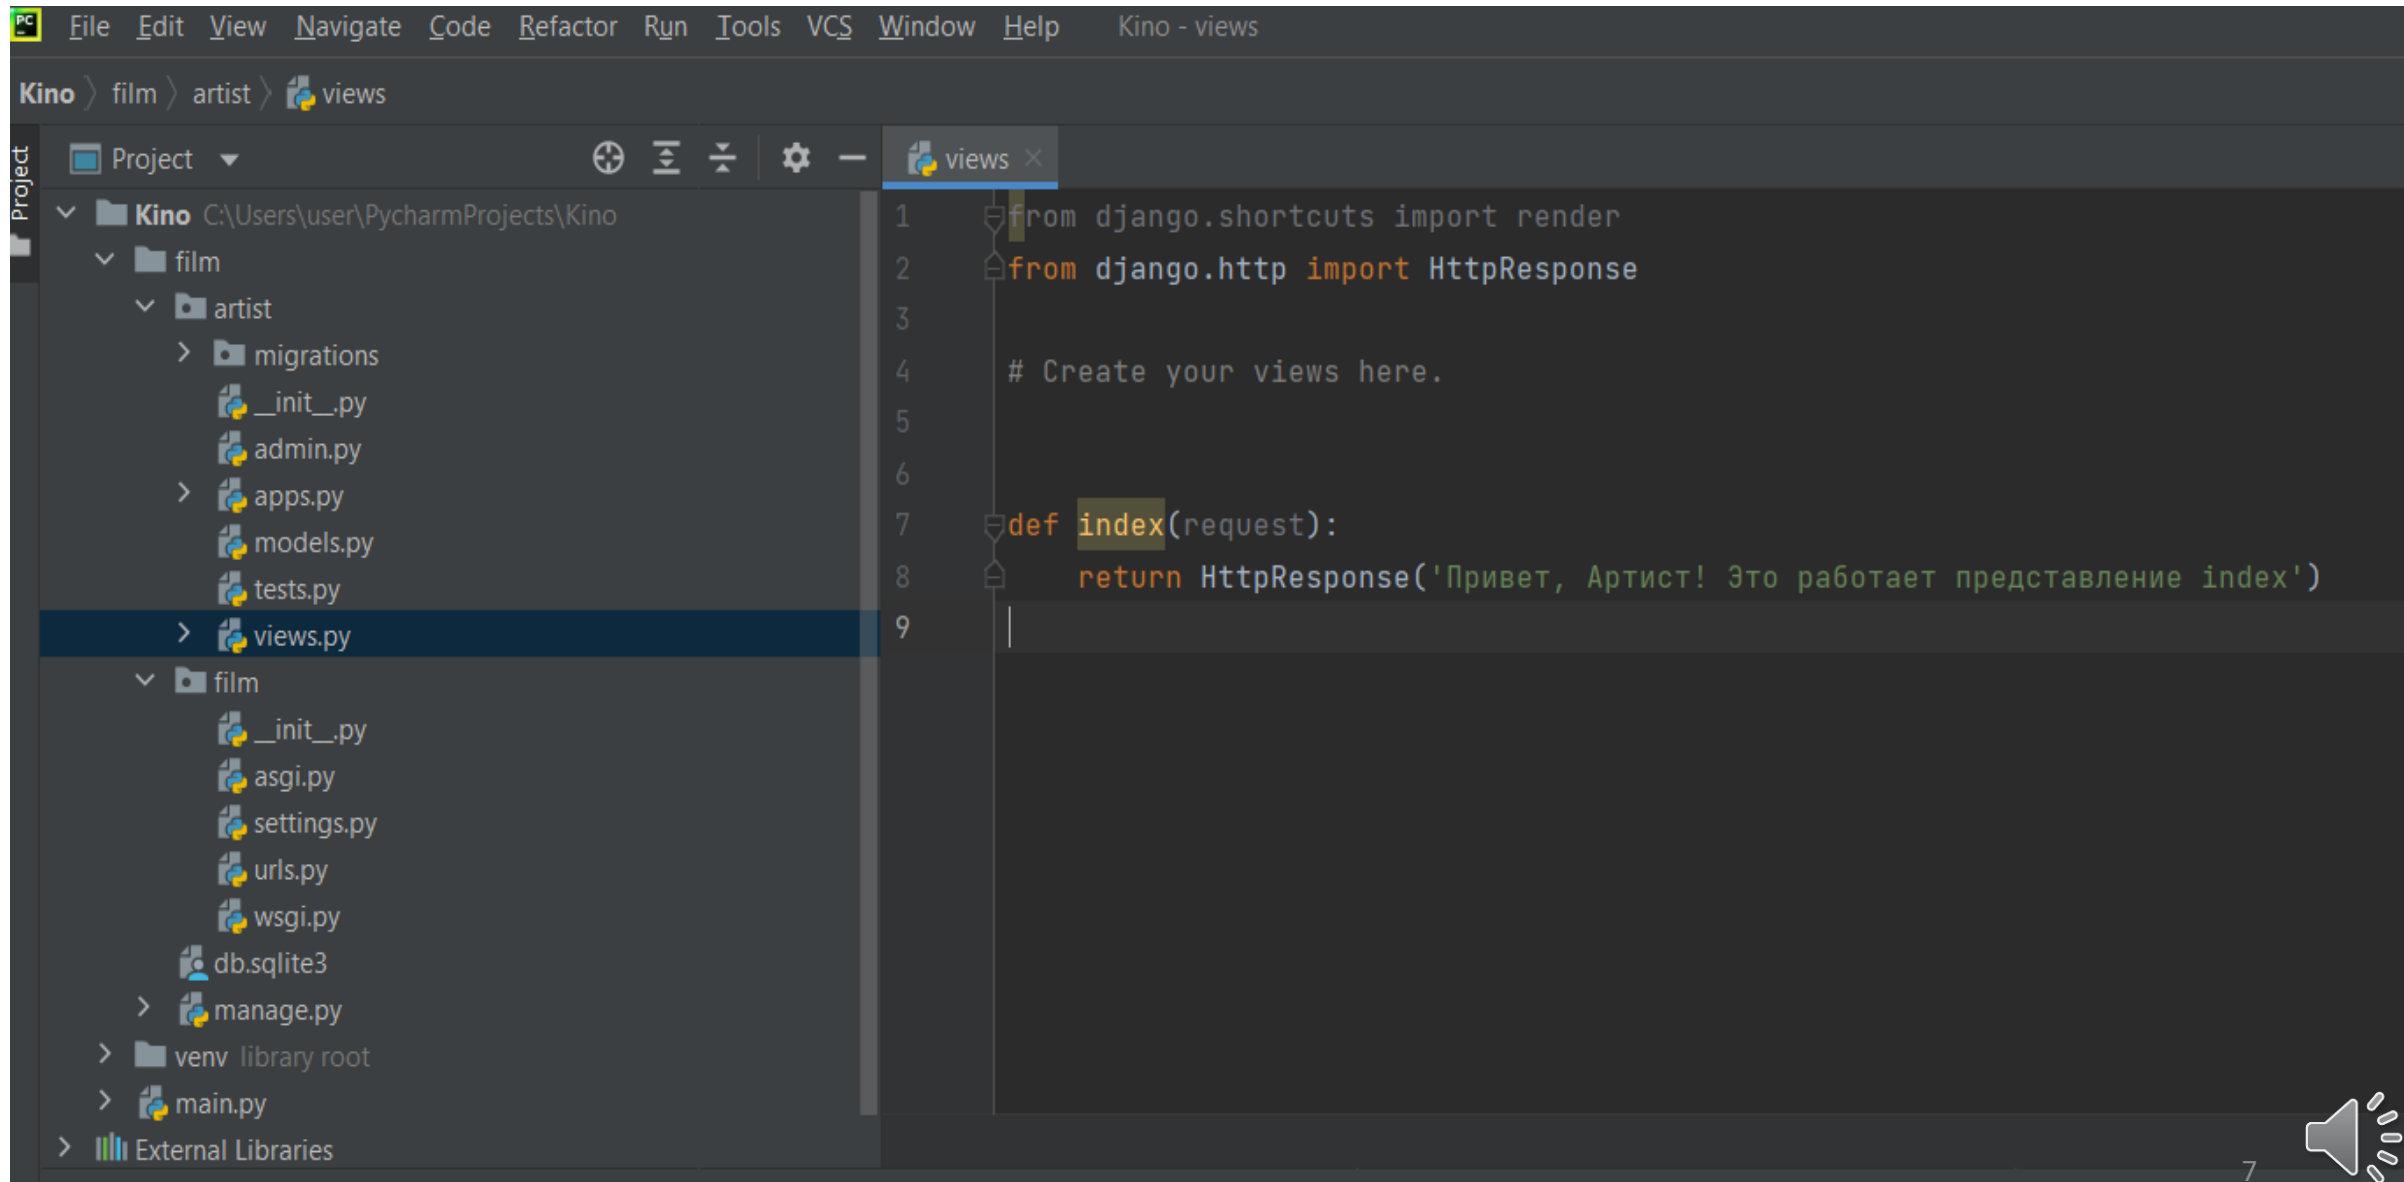 PC File Edit View Navigate Code Refactor Run Tools VCS Window Help Kino - views
Kino film artist views
Project
Project
Kino C:\Users\user\PycharmProjects\Kino
film
artist
migrations
__init__.py
admin.py
apps.py
models.py
tests.py
views.py
film
__init__.py
asgi.py
settings.py
urls.py
wsgi.py
db.sqlite3
manage.py
venv library root
main.py
External Libraries
views
1 from django.shortcuts import render
2 from django.http import HttpResponse
3
4 # Create your views here.
5
6
7 def index(request):
8 return HttpResponse('Привет, Артист! Это работает представление index')
9
7